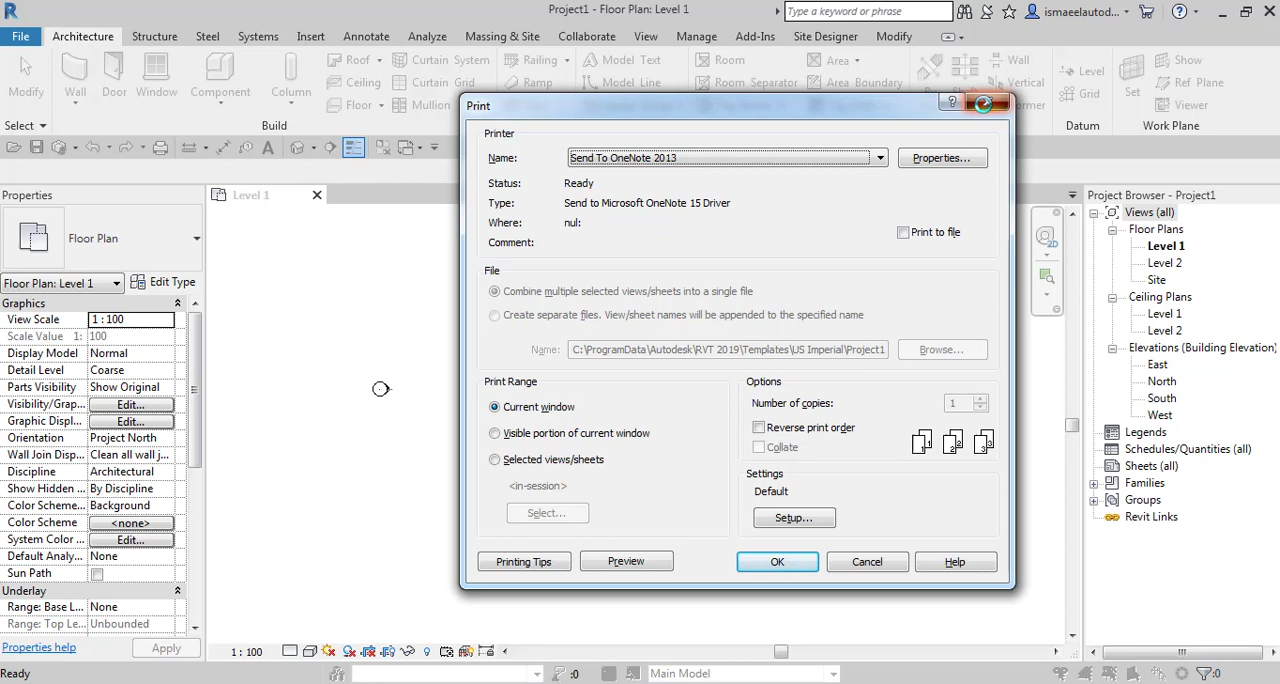 Project1 - Floor Plan: Level 1
Type a keyword or phrase
ismaeelautod...
File Architecture Structure Steel Systems Insert Annotate Analyze Massing & Site Collaborate View Manage Add-Ins Site Designer Modify
Roof Curtain System Railing Model Text Room Area Wall Show
Ceiling Curtain Grid Ramp Model Line Room Separator Area Boundary Vertical Level Ref Plane
Modify Wall Door Window Component Column Set
Floor Mullion Grid Viewer
Select Build Datum Work Plane
Properties
Floor Plan
Floor Plan: Level 1 Edit Type
Graphics
View Scale 1 : 100
Scale Value 1: 100
Display Model Normal
Detail Level Coarse
Parts Visibility Show Original
Visibility/Grap... Edit...
Graphic Displ... Edit...
Orientation Project North
Wall Join Disp... Clean all wall j...
Discipline Architectural
Show Hidden ... By Discipline
Color Scheme ... Background
Color Scheme <none>
System Color ... Edit...
Default Analy... None
Sun Path
Underlay
Range: Base L... None
Range: Top Le... Unbounded
Properties help Apply
Level 1
Print
Printer
Name: Send To OneNote 2013 Properties...
Status: Ready
Type: Send to Microsoft OneNote 15 Driver
Where: nul:
Comment:
Print to file
File
Combine multiple selected views/sheets into a single file
Create separate files. View/sheet names will be appended to the specified name
Name: C:\ProgramData\Autodesk\RVT 2019\Templates\US Imperial\Project1 Browse...
Print Range
Current window
Visible portion of current window
Selected views/sheets
<in-session>
Select...
Options
Number of copies: 1
Reverse print order
Collate
Settings
Default
Setup...
Printing Tips Preview OK Cancel Help
Project Browser - Project1
Views (all)
Floor Plans
Level 1
Level 2
Site
Ceiling Plans
Level 1
Level 2
Elevations (Building Elevation)
East
North
South
West
Legends
Schedules/Quantities (all)
Sheets (all)
Families
Groups
Revit Links
1 : 100
Ready :0 Main Model :0